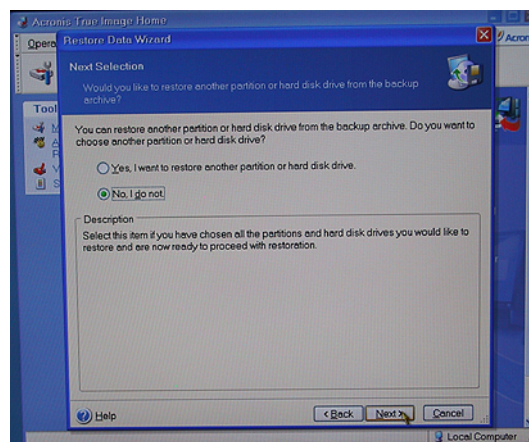 Acronis True Image Home
Opera
Restore Data Wizard
Acron
Next Selection
Would you like to restore another partition or hard disk drive from the backup
archive?
Tool
You can restore another partition or hard disk drive from the backup archive. Do you want to
choose another partition or hard disk drive?
Yes, I want to restore another partition or hard disk drive.
No, I do not.
Description
Select this item if you have chosen all the partitions and hard disk drives you would like to
restore and are now ready to proceed with restoration.
Help
< Back
Next >
Cancel
Local Computer